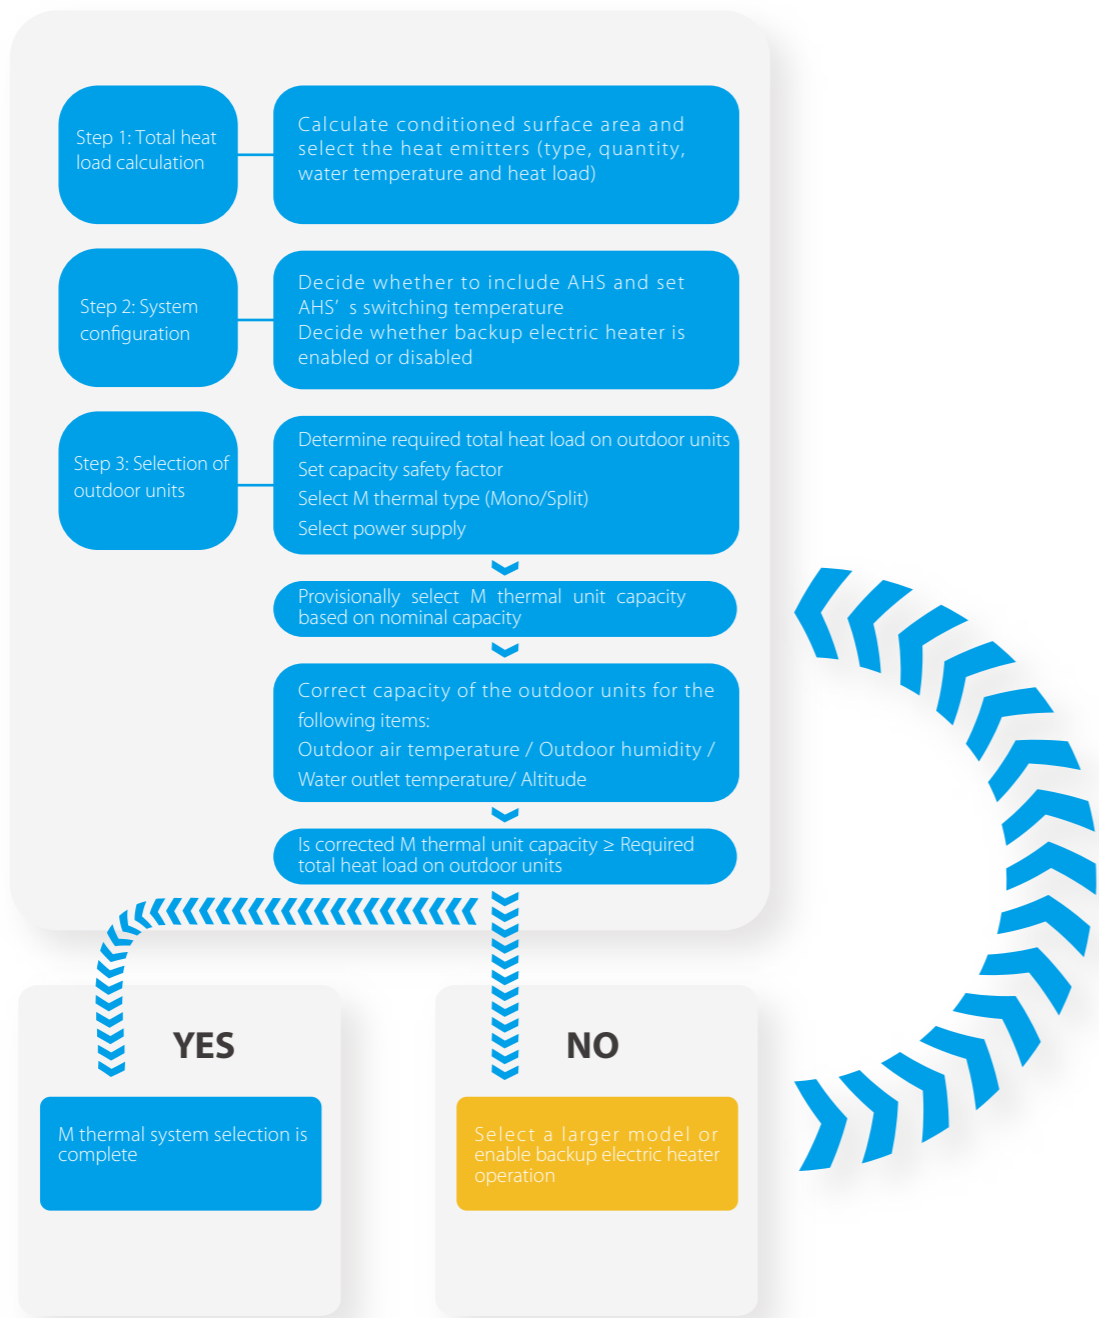 Step 1: Total heat
load calculation
Calculate conditioned surface area and
select the heat emitters (type, quantity,
water temperature and heat load)
Step 2: System
configuration
Decide whether to include AHS and set
AHS’ s switching temperature
Decide whether backup electric heater is
enabled or disabled
Step 3: Selection of
outdoor units
Determine required total heat load on outdoor units
Set capacity safety factor
Select M thermal type (Mono/Split)
Select power supply
Provisionally select M thermal unit capacity
based on nominal capacity
Correct capacity of the outdoor units for the
following items:
Outdoor air temperature / Outdoor humidity /
Water outlet temperature/ Altitude
Is corrected M thermal unit capacity ≥ Required
total heat load on outdoor units
YES
M thermal system selection is
complete
NO
Select a larger model or
enable backup electric heater
operation